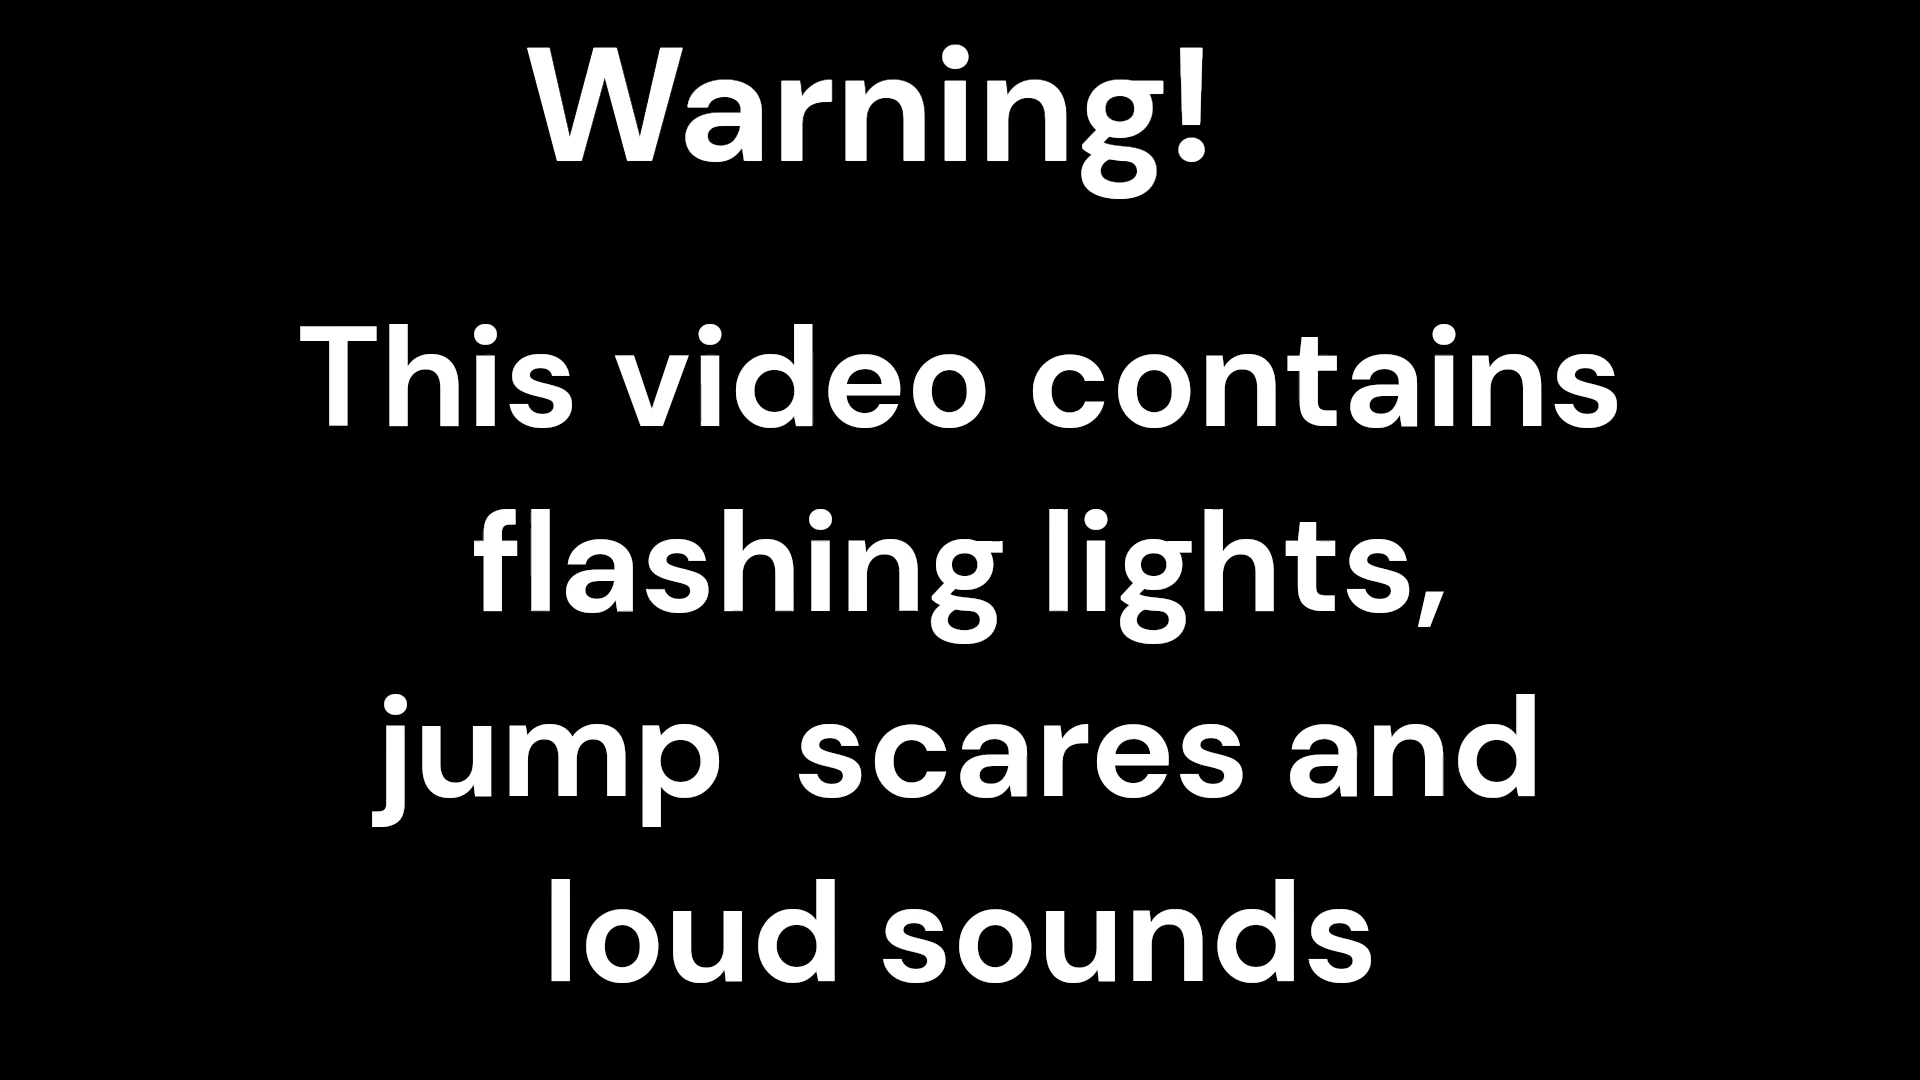 Warning!
This video contains
flashing lights,
jump  scares and
loud sounds